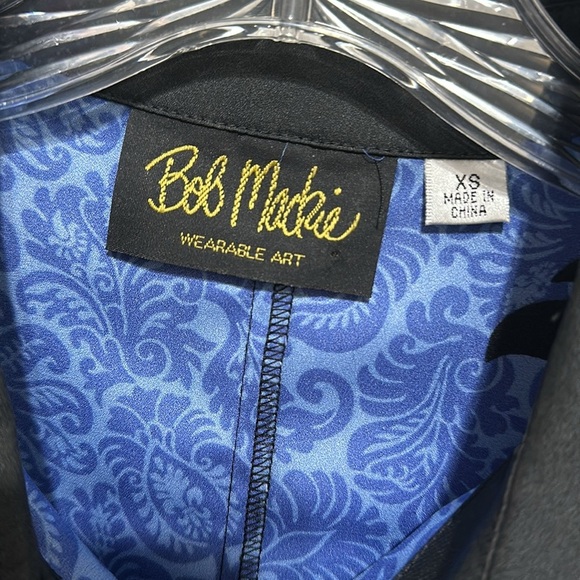 Bob Mackie
WEARABLE ART
XS
MADE IN
CHINA